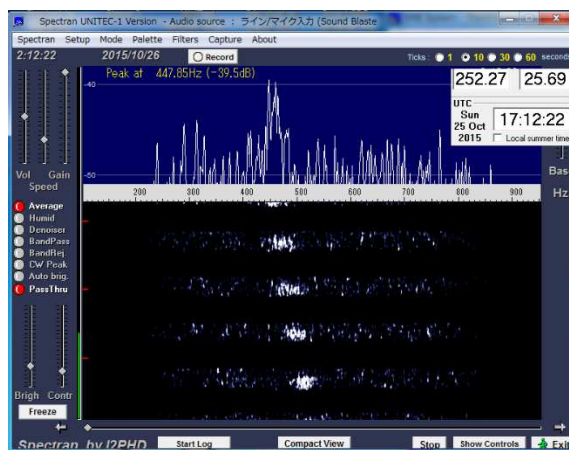 Spectran UNITEC-1 Version - Audio source : ライン/マイク入力 (Sound Blaste
Spectran Setup Mode Palette Filters Capture About
2:12:22 2015/10/26 Record Ticks : 1 10 30 60 seconds
Peak at 447.85Hz (-39.5dB)
-40
252.27 25.69
UTC
Sun
25 Oct
2015
17:12:22
Local summer time
-50
Vol Gain
Speed
Base
200 300 400 500 600 700 800 900
Hz
Average
Humid
Denoiser
BandPass
BandRej
CW Peak
Auto brig.
PassThru
Brigh Contr
Freeze
Spectran by I2PHD
Start Log
Compact View
Stop
Show Controls
Exit